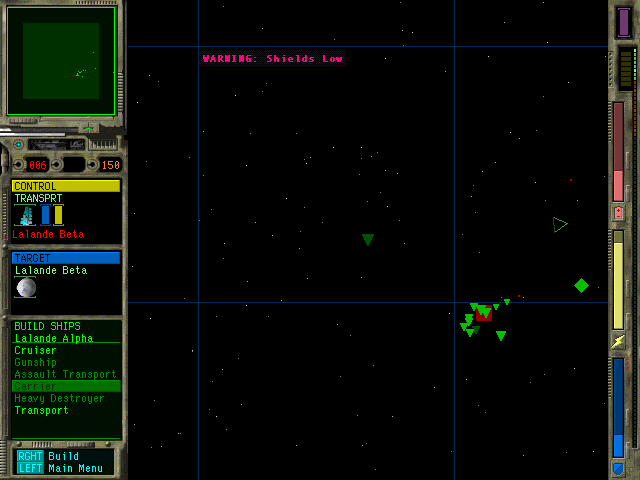 WARNING: Shields Low
006 150
CONTROL
TRANSPRT
Lalande Beta
TARGET
Lalande Beta
BUILD SHIPS
Lalande Alpha
Cruiser
Gunship
Assault Transport
Carrier
Heavy Destroyer
Transport
RGHT Build
LEFT Main Menu